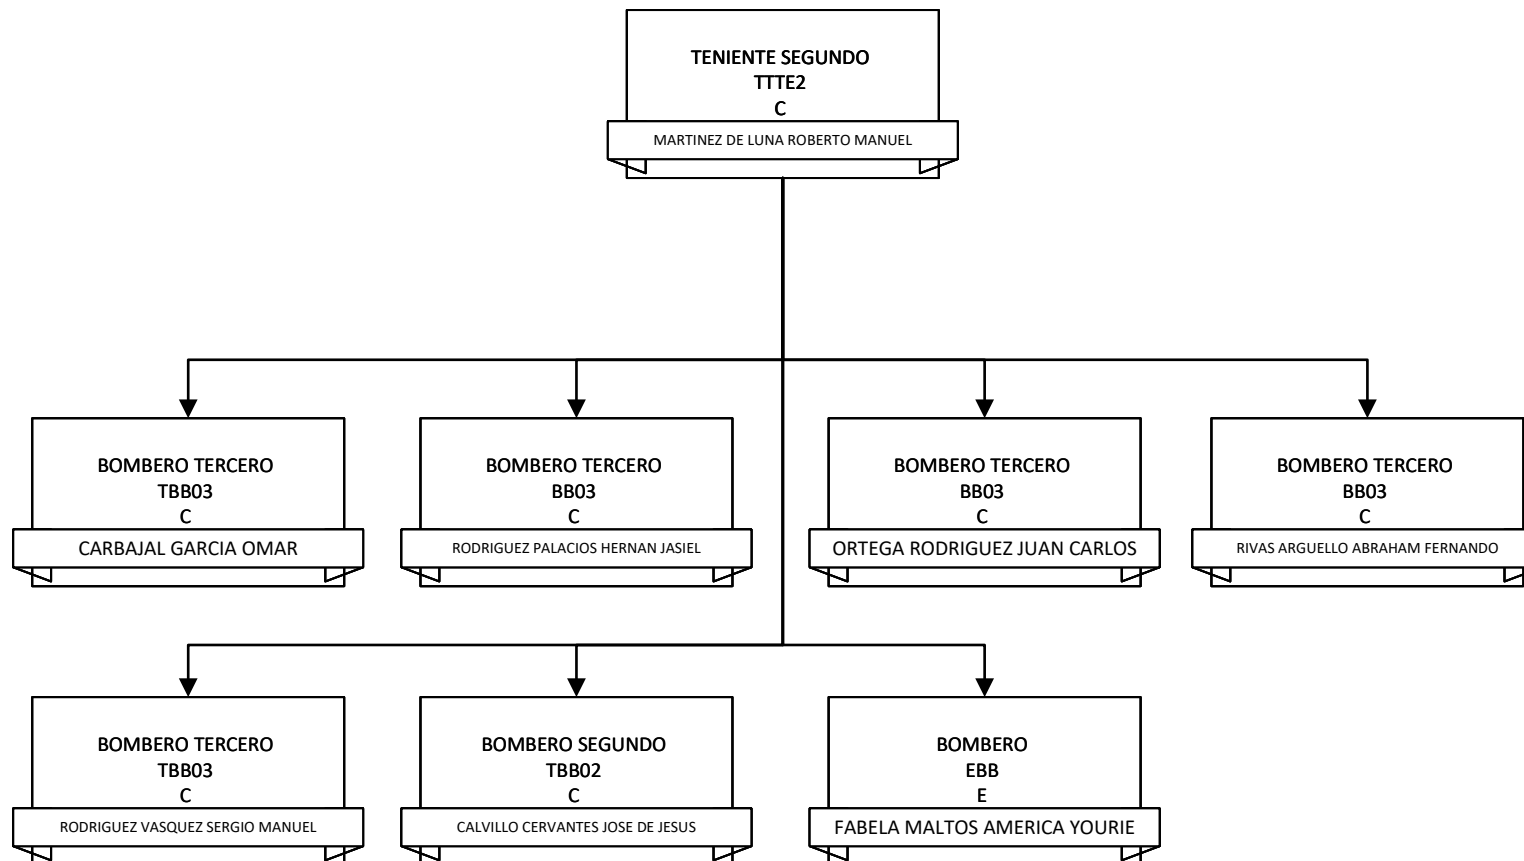 TENIENTE SEGUNDO
TTTE2
C
MARTINEZ DE LUNA ROBERTO MANUEL
BOMBERO TERCERO
TBB03
C
CARBAJAL GARCIA OMAR
BOMBERO TERCERO
BB03
C
RODRIGUEZ PALACIOS HERNAN JASIEL
BOMBERO TERCERO
BB03
C
ORTEGA RODRIGUEZ JUAN CARLOS
BOMBERO TERCERO
BB03
C
RIVAS ARGUELLO ABRAHAM FERNANDO
BOMBERO TERCERO
TBB03
C
RODRIGUEZ VASQUEZ SERGIO MANUEL
BOMBERO SEGUNDO
TBB02
C
CALVILLO CERVANTES JOSE DE JESUS
BOMBERO
EBB
E
FABELA MALTOS AMERICA YOURIE